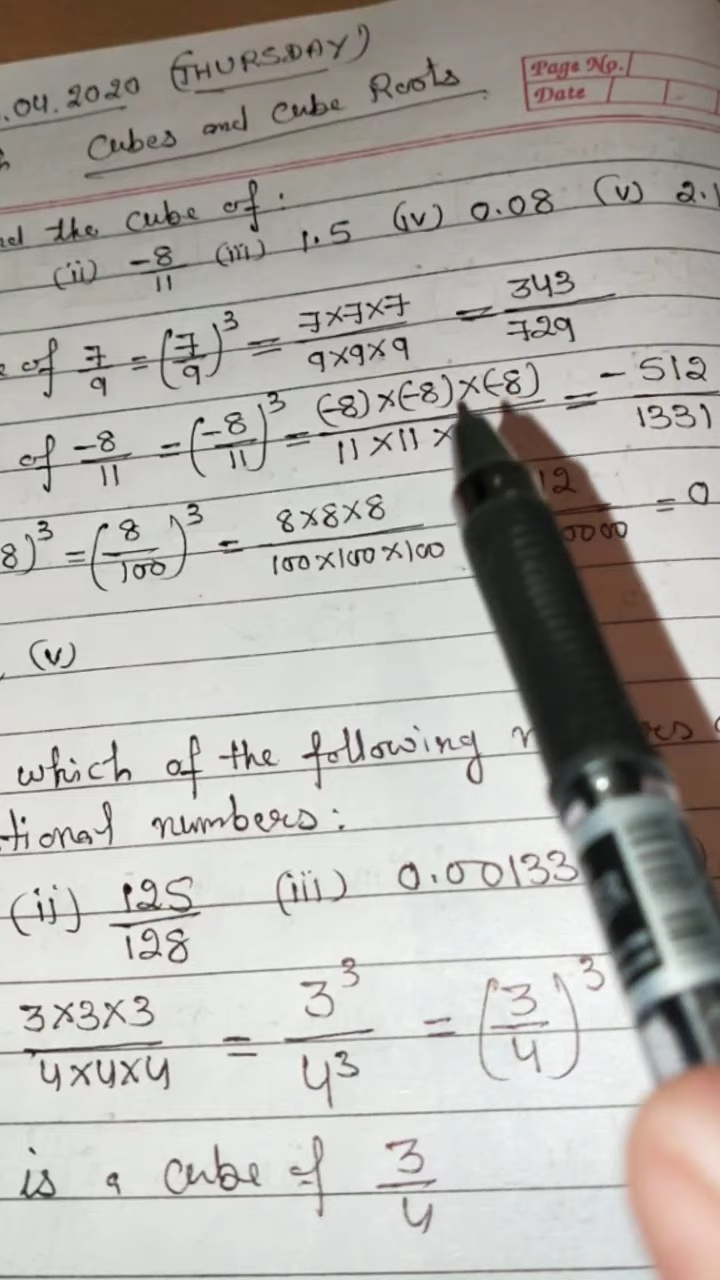 .04.2020 (THURSDAY)
Page No.
Date
Cubes and Cube Roots
the cube of:
(ii) -8/11 (iii) 1.5 (iv) 0.08 (v) 2.1
of 7/9 = (7/9)³ = 7×7×7/9×9×9 = 343/729
of -8/11 = (-8/11)³ = (-8)×(-8)×(-8)/11×11× = -512/1331
8)³ = (8/100)³ = 8×8×8/100×100×100 12/0000 = 0
(v)
which of the following
tional numbers:
(ii) 125/128 (iii) 0.00133
3×3×3/4×4×4 = 3³/4³ = (3/4)³
is a cube of 3/4